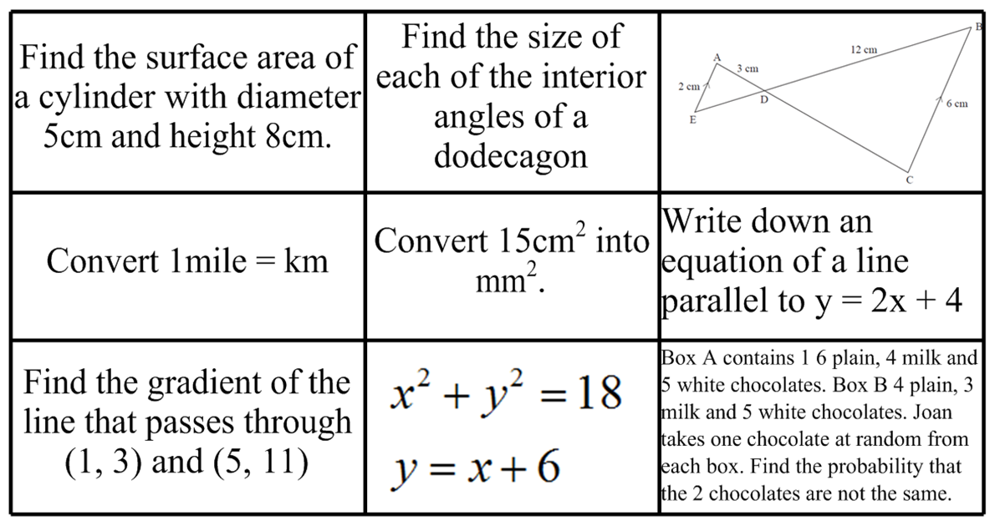 Find the surface area of
a cylinder with diameter
5cm and height 8cm.
Find the size of
each of the interior
angles of a
dodecagon
B
12 cm
A
3 cm
2 cm
D
6 cm
E
C
Convert 1mile = km
Convert 15cm² into
mm².
Write down an
equation of a line
parallel to y = 2x + 4
Find the gradient of the
line that passes through
(1, 3) and (5, 11)
x² + y² = 18
y = x + 6
Box A contains 1 6 plain, 4 milk and
5 white chocolates. Box B 4 plain, 3
milk and 5 white chocolates. Joan
takes one chocolate at random from
each box. Find the probability that
the 2 chocolates are not the same.